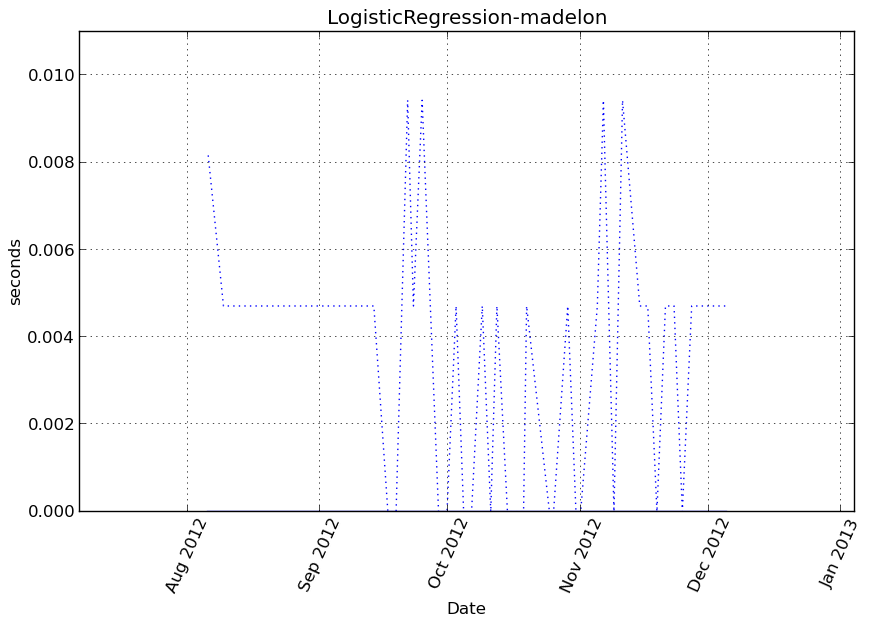 LogisticRegression-madelon
0.010
0.008
0.006
0.004
0.002
0.000
seconds
Aug 2012
Sep 2012
Oct 2012
Nov 2012
Dec 2012
Jan 2013
Date